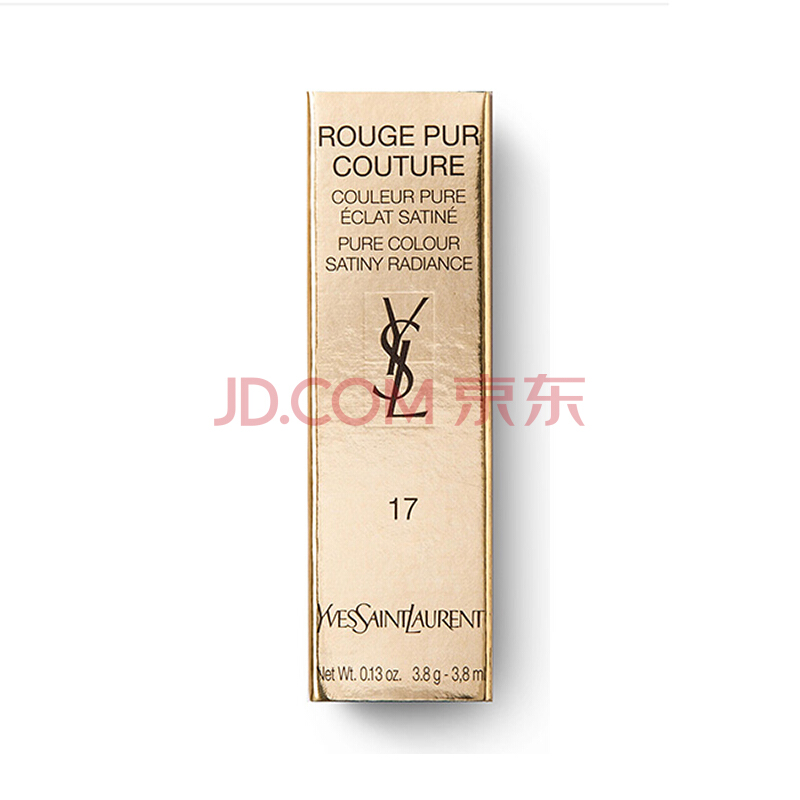 ROUGE PUR
COUTURE
COULEUR PURE
ÉCLAT SATINÉ
PURE COLOUR
SATINY RADIANCE
YSL
JD.COM 京东
17
YVESSAINTLAURENT
Net Wt. 0.13 oz. 3.8 g - 3,8 ml